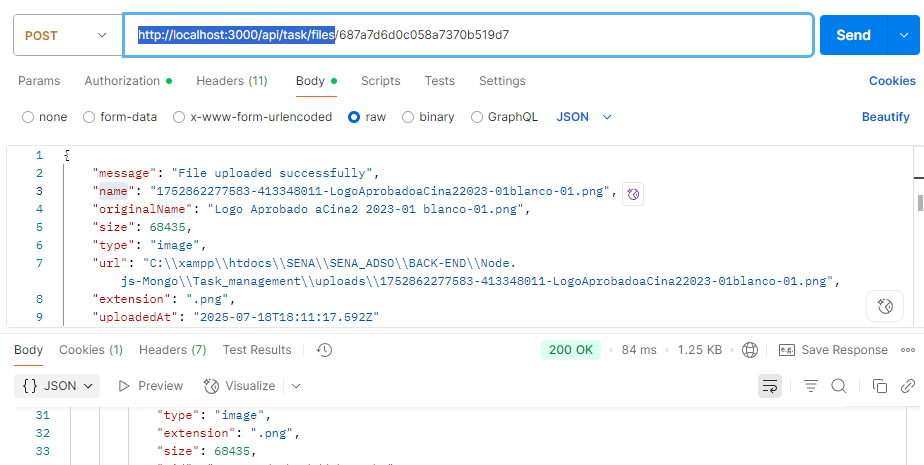 POST http://localhost:3000/api/task/files/687a7d6d0c058a7370b519d7 Send
Params Authorization Headers (11) Body Scripts Tests Settings Cookies
none form-data x-www-form-urlencoded raw binary GraphQL JSON Beautify
1 {
2 "message": "File uploaded successfully",
3 "name": "1752862277583-413348011-LogoAprobadoaCina22023-01blanco-01.png",
4 "originalName": "Logo Aprobado aCina2 2023-01 blanco-01.png",
5 "size": 68435,
6 "type": "image",
7 "url": "C:\\xampp\\htdocs\\SENA\\SENA_ADSO\\BACK-END\\Node.
js-Mongo\\Task_management\\uploads\\1752862277583-413348011-LogoAprobadoaCina22023-01blanco-01.png",
8 "extension": ".png",
9 "uploadedAt": "2025-07-18T18:11:17.592Z"
Body Cookies (1) Headers (7) Test Results 200 OK • 84 ms • 1.25 KB • e.g. Save Response
{} JSON Preview Visualize
31 "type": "image",
32 "extension": ".png",
33 "size": 68435,